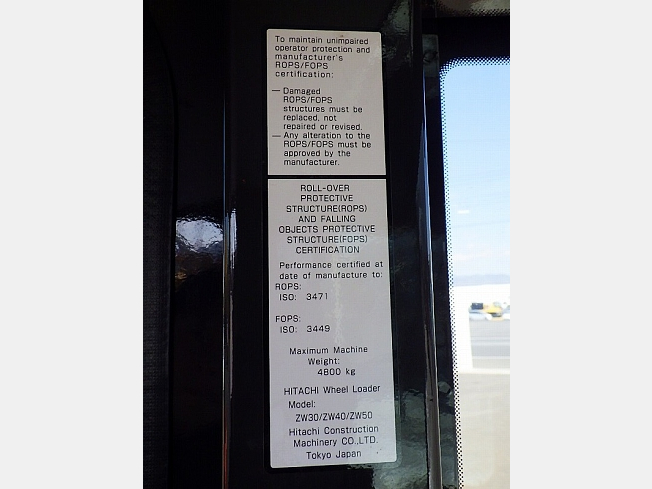 To maintain unimpaired
operator protection and
manufacturer's
ROPS/FOPS
certification:
— Damaged
ROPS/FOPS
structures must be
replaced, not
repaired or revised.
— Any alteration to the
ROPS/FOPS must be
approved by the
manufacturer.
ROLL-OVER
PROTECTIVE
STRUCTURE(ROPS)
AND FALLING
OBJECTS PROTECTIVE
STRUCTURE(FOPS)
CERTIFICATION
Performance certified at
date of manufacture to:
ROPS:
ISO: 3471
FOPS:
ISO: 3449
Maximum Machine
Weight:
4800 kg
HITACHI Wheel Loader
Model:
ZW30/ZW40/ZW50
Hitachi Construction
Machinery CO.,LTD.
Tokyo Japan